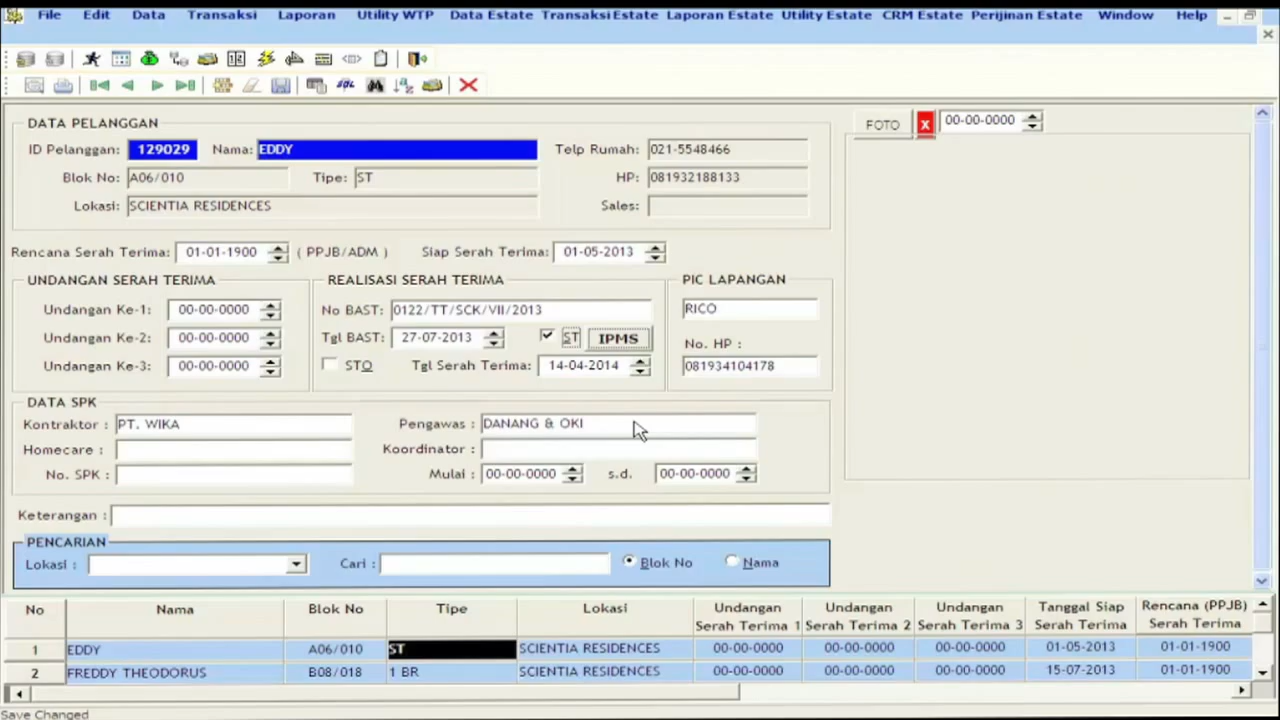 File Edit Data Transaksi Laporan Utility WTP Data Estate Transaksi Estate Laporan Estate Utility Estate CRM Estate Perijinan Estate Window Help
SQL
DATA PELANGGAN
ID Pelanggan: 129029 Nama: EDDY Telp Rumah: 021-5548466
Blok No: A06/010 Tipe: ST HP: 081932188133
Lokasi: SCIENTIA RESIDENCES Sales:
FOTO X 00-00-0000
Rencana Serah Terima: 01-01-1900 ( PPJB/ADM ) Siap Serah Terima: 01-05-2013
UNDANGAN SERAH TERIMA
Undangan Ke-1: 00-00-0000
Undangan Ke-2: 00-00-0000
Undangan Ke-3: 00-00-0000
REALISASI SERAH TERIMA
No BAST: 0122/TT/SCK/VII/2013
Tgl BAST: 27-07-2013 ST IPMS
STO Tgl Serah Terima: 14-04-2014
PIC LAPANGAN
RICO
No. HP :
081934104178
DATA SPK
Kontraktor : PT. WIKA Pengawas : DANANG & OKI
Homecare : Koordinator :
No. SPK : Mulai : 00-00-0000 s.d. 00-00-0000
Keterangan :
PENCARIAN
Lokasi : Cari : Blok No Nama
No Nama Blok No Tipe Lokasi Undangan Serah Terima 1 Undangan Serah Terima 2 Undangan Serah Terima 3 Tanggal Siap Serah Terima Rencana (PPJB) Serah Terima
1 EDDY A06/010 ST SCIENTIA RESIDENCES 00-00-0000 00-00-0000 00-00-0000 01-05-2013 01-01-1900
2 FREDDY THEODORUS B08/018 1 BR SCIENTIA RESIDENCES 00-00-0000 00-00-0000 00-00-0000 15-07-2013 01-01-1900
Save Changed